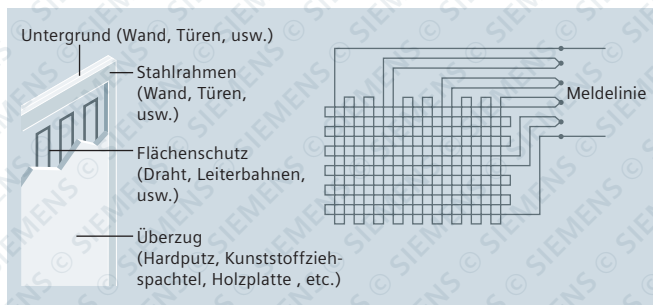 Untergrund (Wand, Türen, usw.)
Stahlrahmen
(Wand, Türen,
usw.)
Flächenschutz
(Draht, Leiterbahnen,
usw.)
Überzug
(Hardputz, Kunststoffzieh-
spachtel, Holzplatte , etc.)
Meldelinie
SIEMENS ©